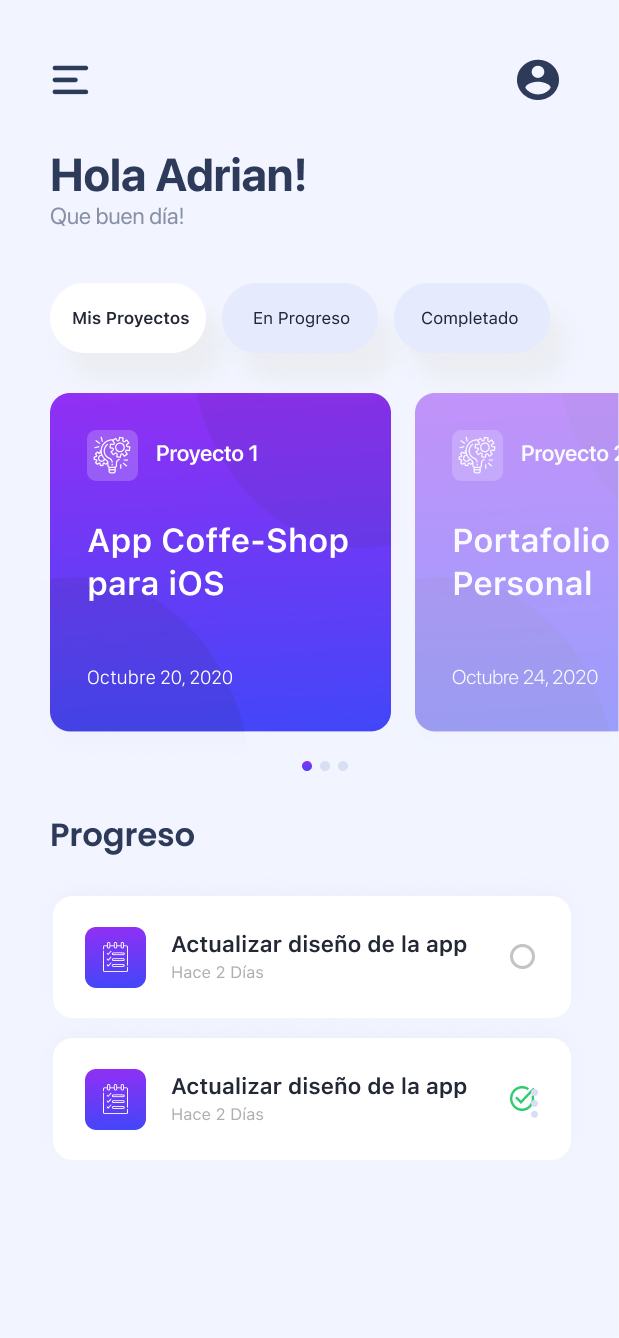 Hola Adrian!
Que buen día!
Mis Proyectos
En Progreso
Completado
Proyecto 1
App Coffe-Shop
para iOS
Octubre 20, 2020
Proyecto 2
Portafolio
Personal
Octubre 24, 2020
Progreso
Actualizar diseño de la app
Hace 2 Días
Actualizar diseño de la app
Hace 2 Días